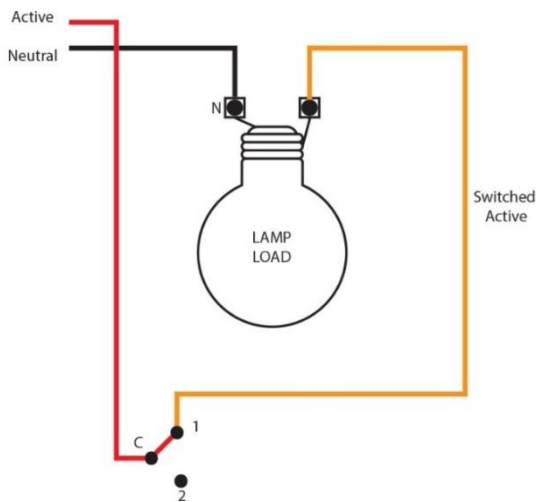 Active
Neutral
N
Switched
Active
LAMP
LOAD
1
C
2